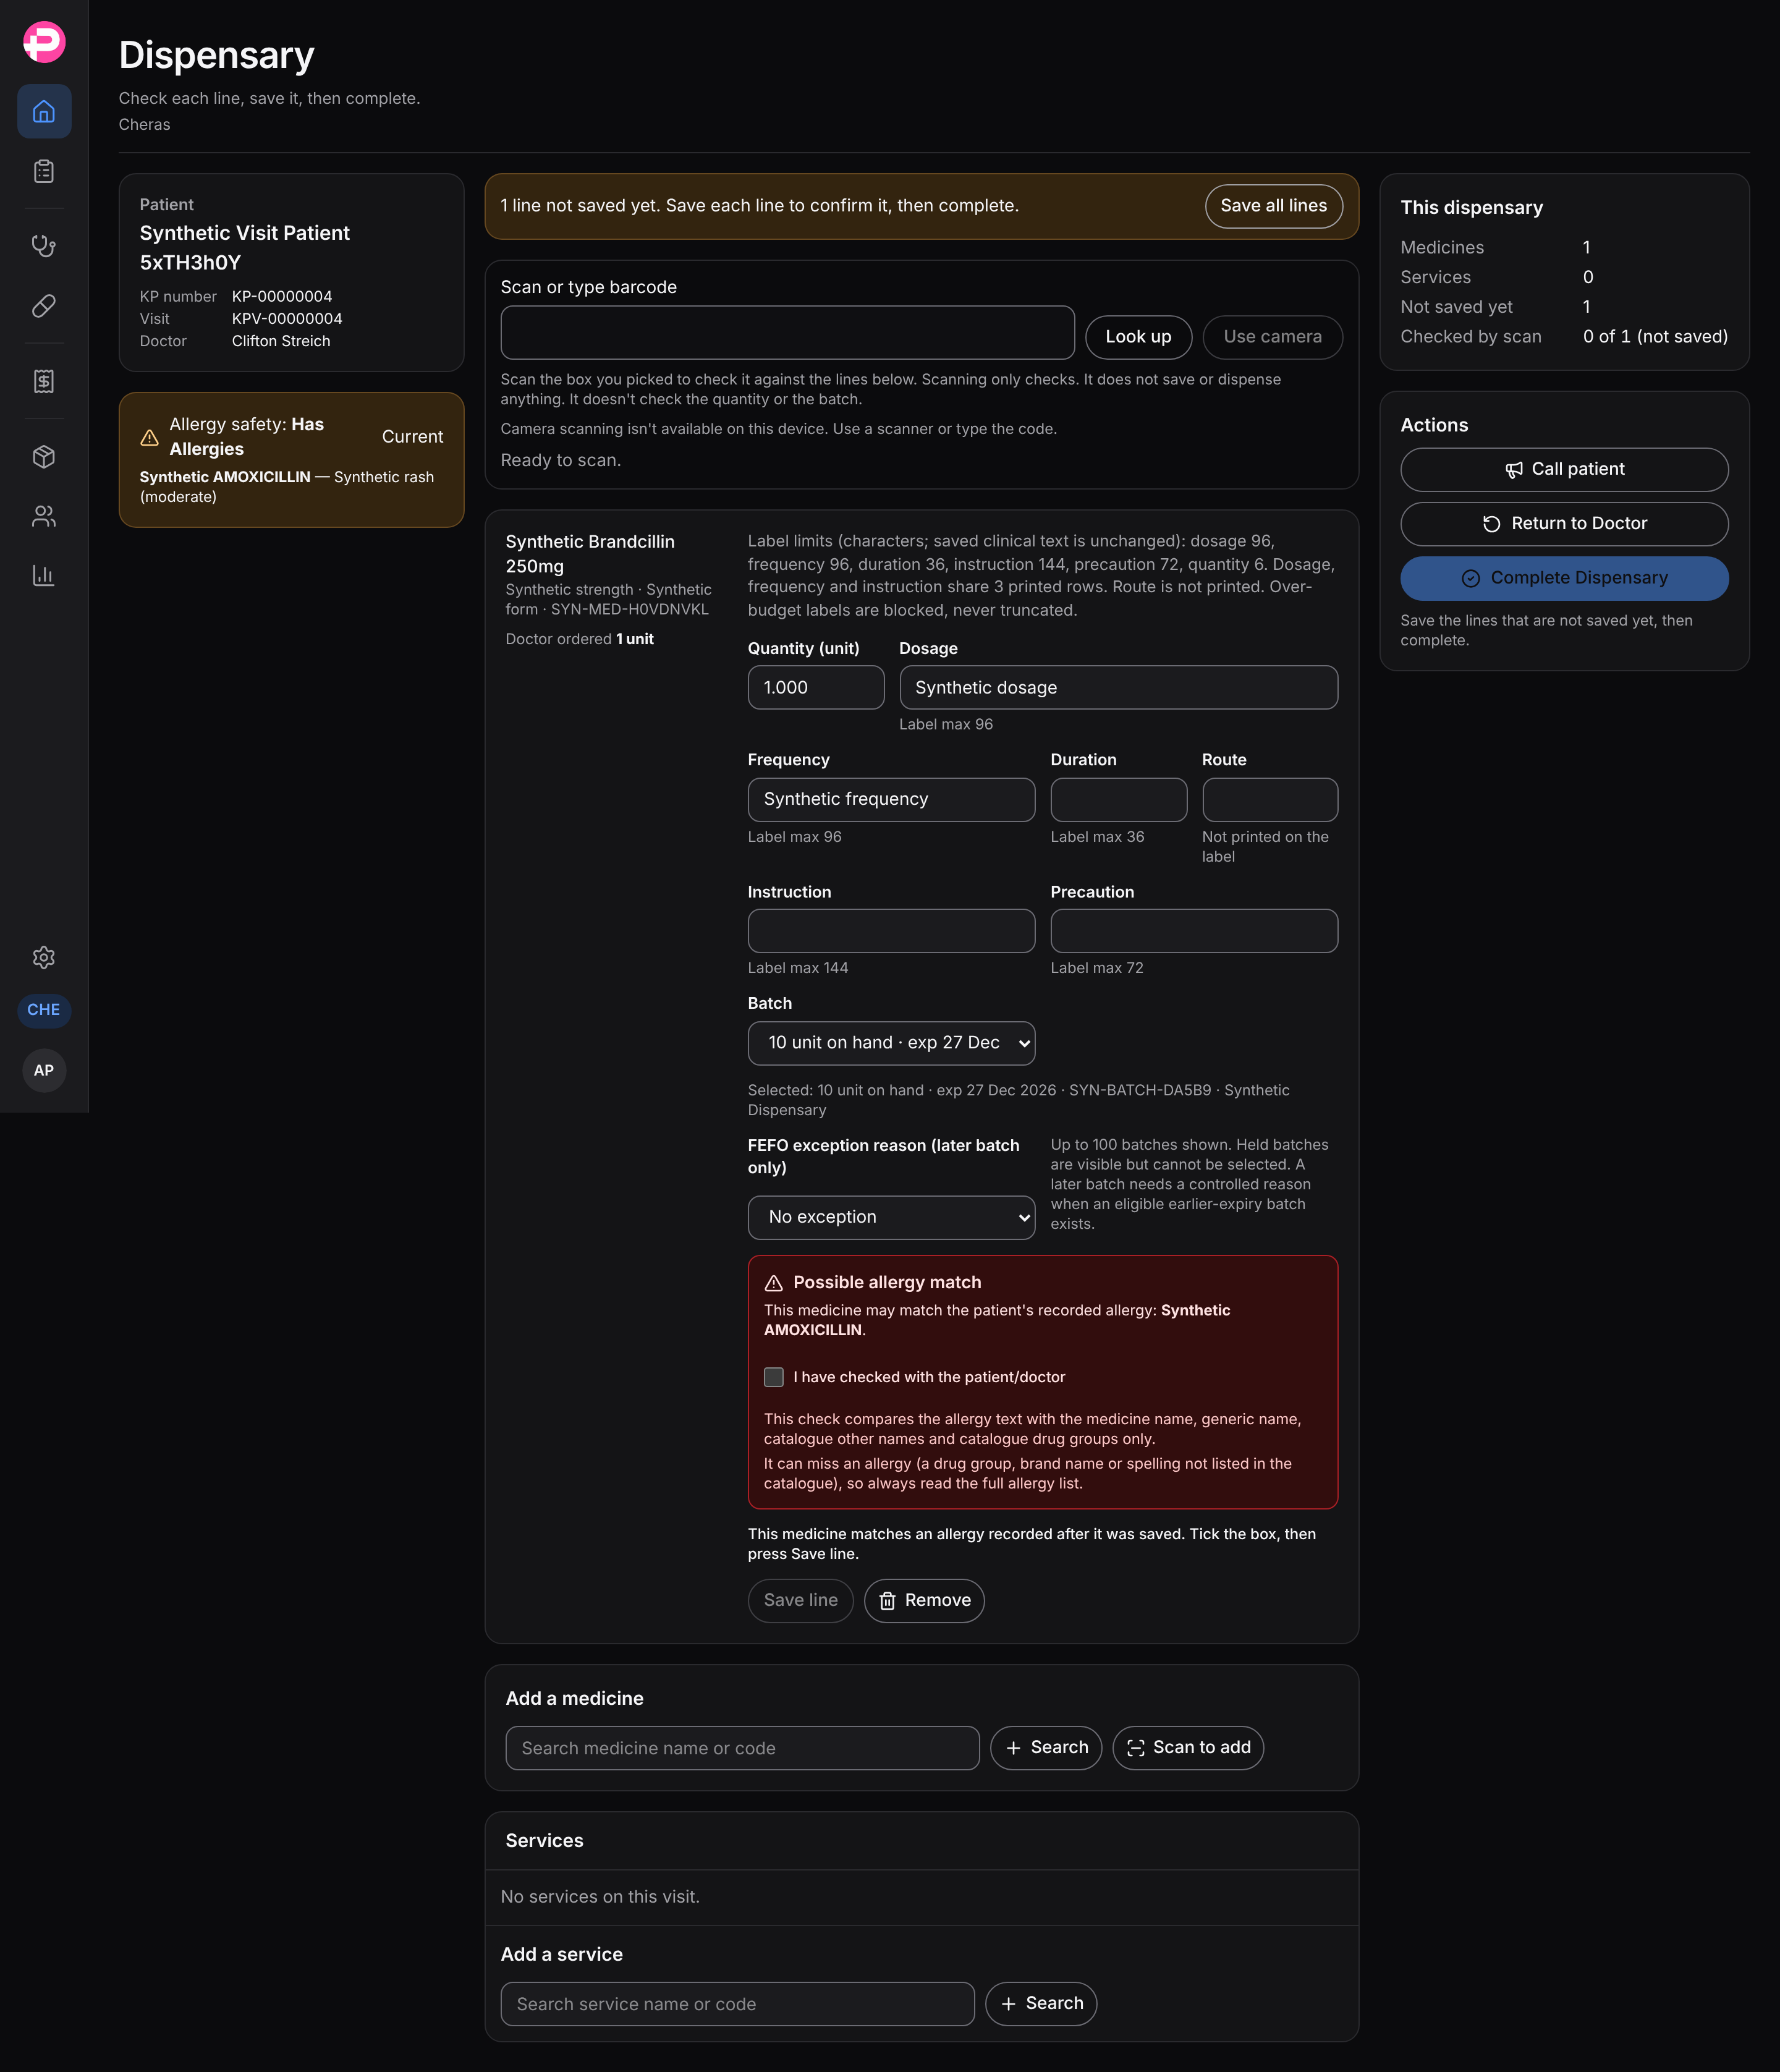 Dispensary
Check each line, save it, then complete.
Cheras
Patient
Synthetic Visit Patient
5xTH3h0Y
KP number KP-00000004
Visit KPV-00000004
Doctor Clifton Streich
Allergy safety: Has
Allergies
Current
Synthetic AMOXICILLIN — Synthetic rash
(moderate)
1 line not saved yet. Save each line to confirm it, then complete.
Save all lines
Scan or type barcode
Look up
Use camera
Scan the box you picked to check it against the lines below. Scanning only checks. It does not save or dispense
anything. It doesn't check the quantity or the batch.
Camera scanning isn't available on this device. Use a scanner or type the code.
Ready to scan.
Synthetic Brandcillin
250mg
Synthetic strength · Synthetic
form · SYN-MED-H0VDNVKL
Doctor ordered 1 unit
Label limits (characters; saved clinical text is unchanged): dosage 96,
frequency 96, duration 36, instruction 144, precaution 72, quantity 6. Dosage,
frequency and instruction share 3 printed rows. Route is not printed. Over-
budget labels are blocked, never truncated.
Quantity (unit) Dosage
1.000 Synthetic dosage
Label max 96
Frequency Duration Route
Synthetic frequency
Label max 96 Label max 36 Not printed on the
label
Instruction Precaution
Label max 144 Label max 72
Batch
10 unit on hand · exp 27 Dec
Selected: 10 unit on hand · exp 27 Dec 2026 · SYN-BATCH-DA5B9 · Synthetic
Dispensary
FEFO exception reason (later batch
only)
No exception
Up to 100 batches shown. Held batches
are visible but cannot be selected. A
later batch needs a controlled reason
when an eligible earlier-expiry batch
exists.
Possible allergy match
This medicine may match the patient's recorded allergy: Synthetic
AMOXICILLIN.
I have checked with the patient/doctor
This check compares the allergy text with the medicine name, generic name,
catalogue other names and catalogue drug groups only.
It can miss an allergy (a drug group, brand name or spelling not listed in the
catalogue), so always read the full allergy list.
This medicine matches an allergy recorded after it was saved. Tick the box, then
press Save line.
Save line
Remove
Add a medicine
Search medicine name or code
Search
Scan to add
Services
No services on this visit.
Add a service
Search service name or code
Search
This dispensary
Medicines 1
Services 0
Not saved yet 1
Checked by scan 0 of 1 (not saved)
Actions
Call patient
Return to Doctor
Complete Dispensary
Save the lines that are not saved yet, then
complete.
CHE
AP